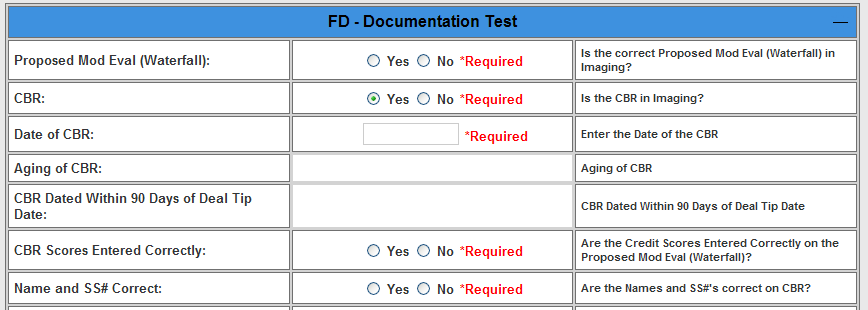 FD - Documentation Test —
Proposed Mod Eval (Waterfall): Yes No *Required Is the correct Proposed Mod Eval (Waterfall) in
Imaging?
CBR: Yes No *Required Is the CBR in Imaging?
Date of CBR: *Required Enter the Date of the CBR
Aging of CBR: Aging of CBR
CBR Dated Within 90 Days of Deal Tip
Date:
CBR Dated Within 90 Days of Deal Tip Date
CBR Scores Entered Correctly: Yes No *Required Are the Credit Scores Entered Correctly on the
Proposed Mod Eval (Waterfall)?
Name and SS# Correct: Yes No *Required Are the Names and SS#'s correct on CBR?